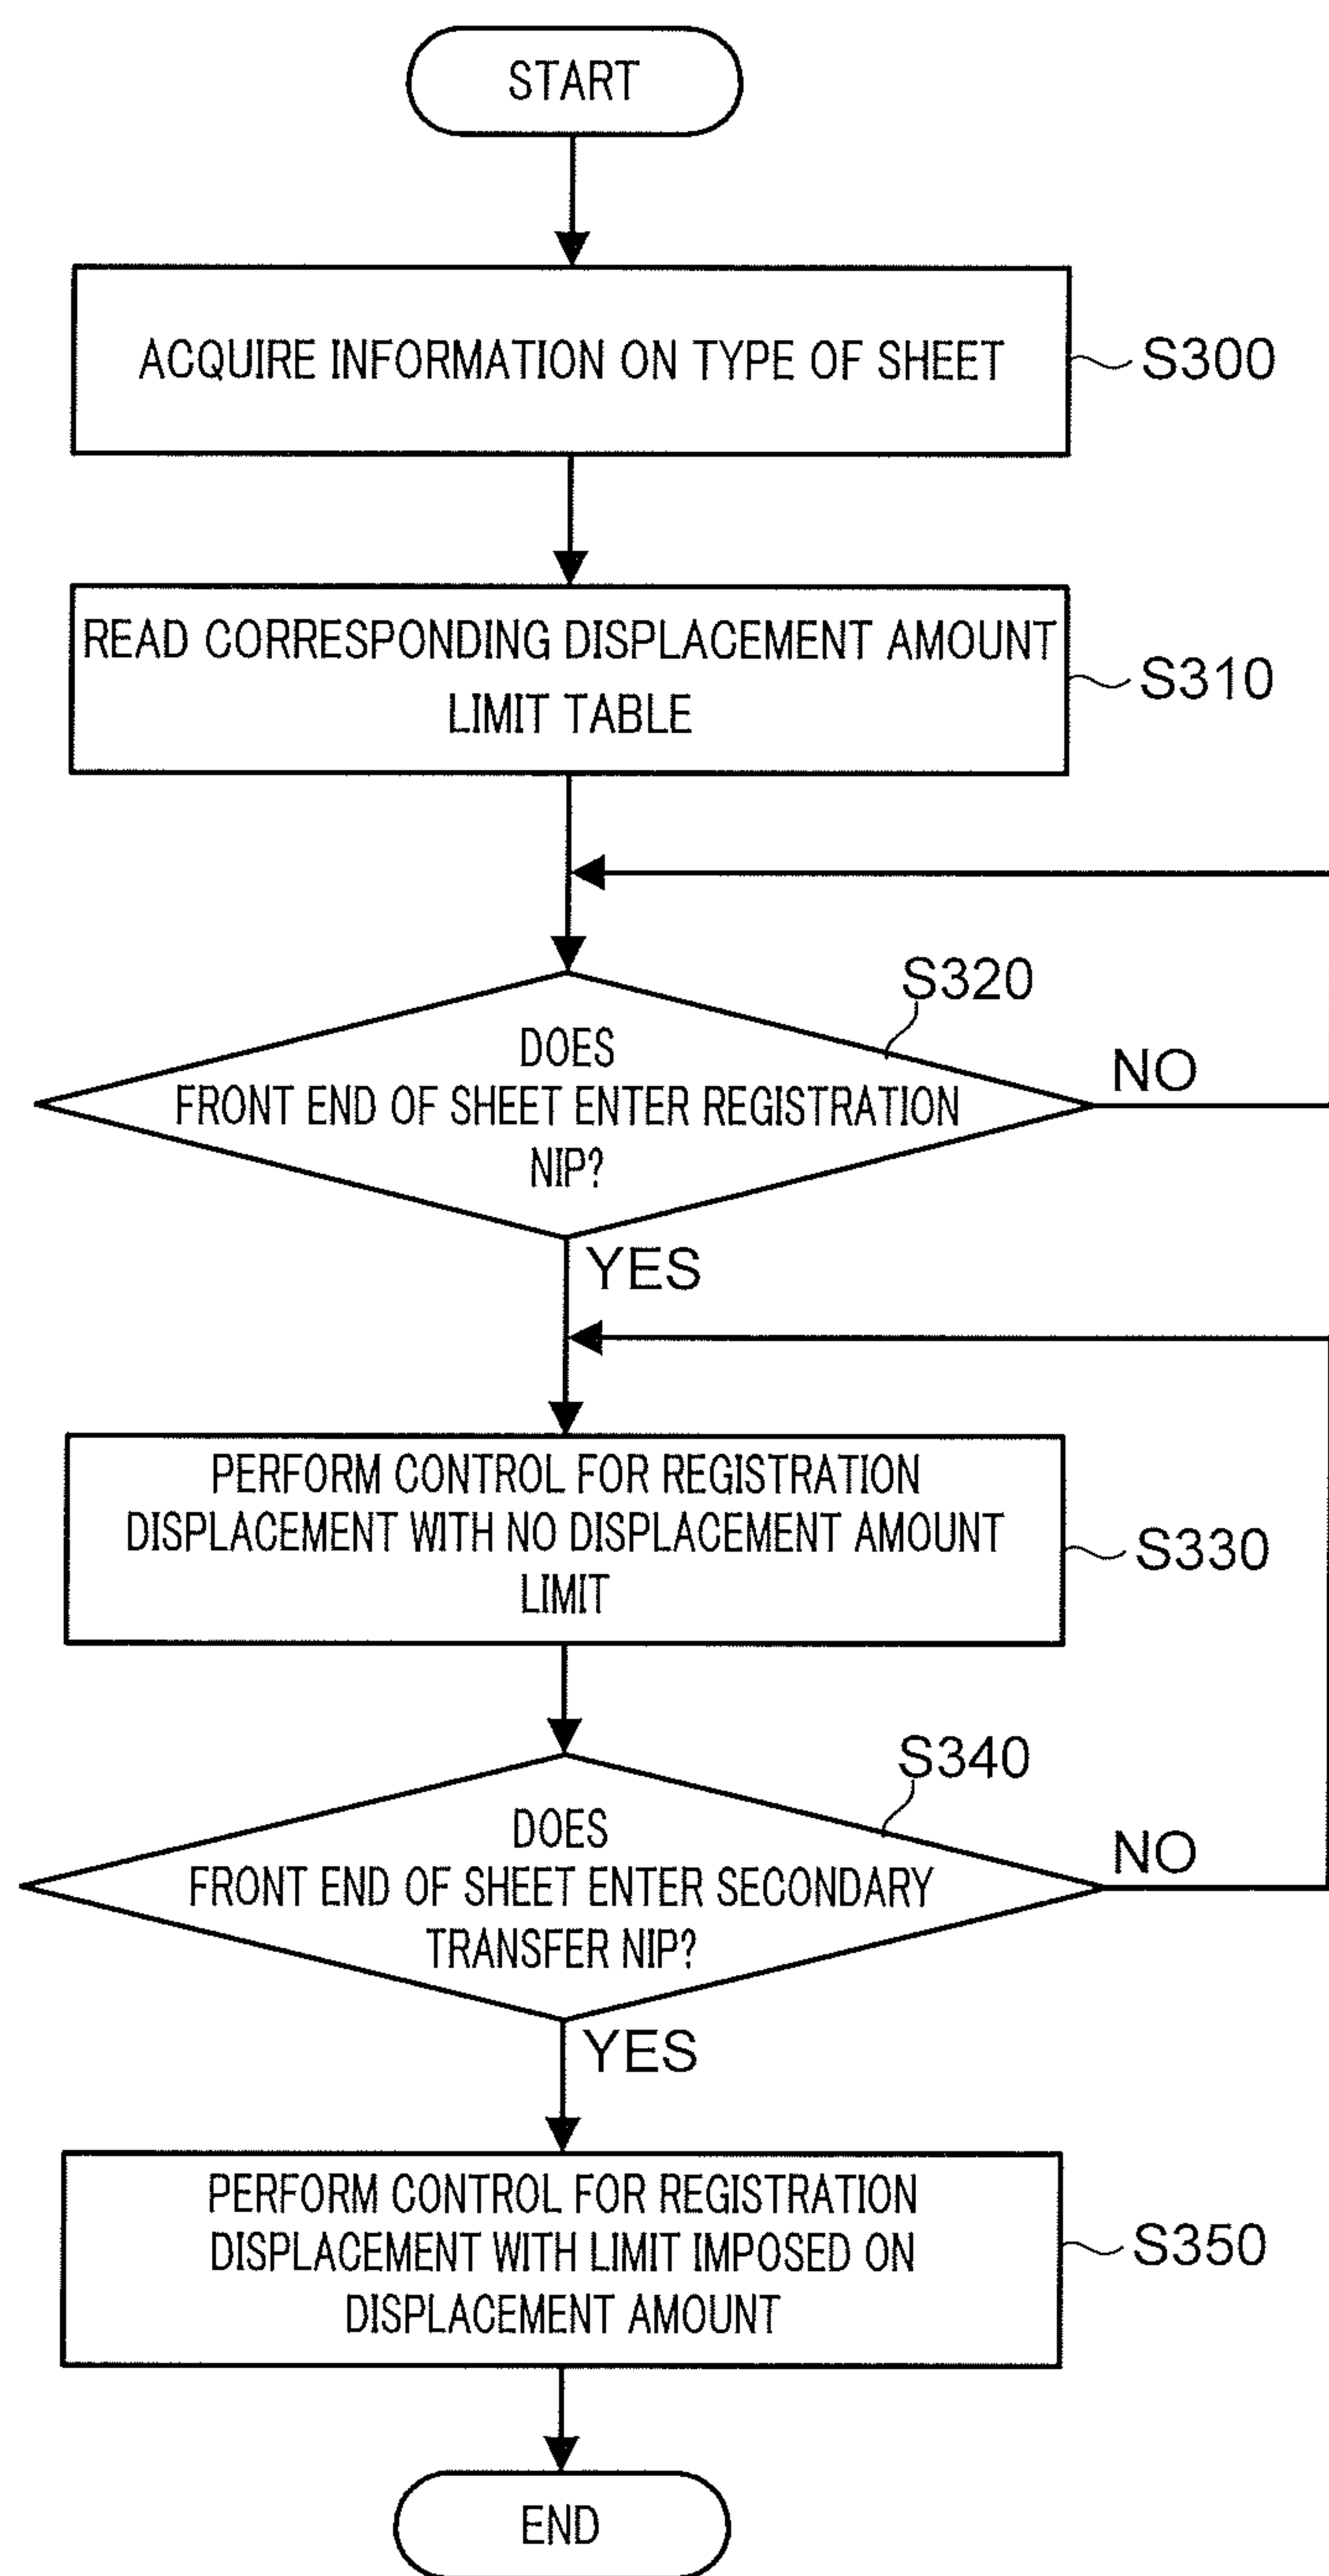 START
ACQUIRE INFORMATION ON TYPE OF SHEET
S300
READ CORRESPONDING DISPLACEMENT AMOUNT
LIMIT TABLE
S310
S320
DOES
FRONT END OF SHEET ENTER REGISTRATION
NIP?
NO
YES
PERFORM CONTROL FOR REGISTRATION
DISPLACEMENT WITH NO DISPLACEMENT AMOUNT
LIMIT
S330
S340
DOES
FRONT END OF SHEET ENTER SECONDARY
TRANSFER NIP?
NO
YES
PERFORM CONTROL FOR REGISTRATION
DISPLACEMENT WITH LIMIT IMPOSED ON
DISPLACEMENT AMOUNT
S350
END